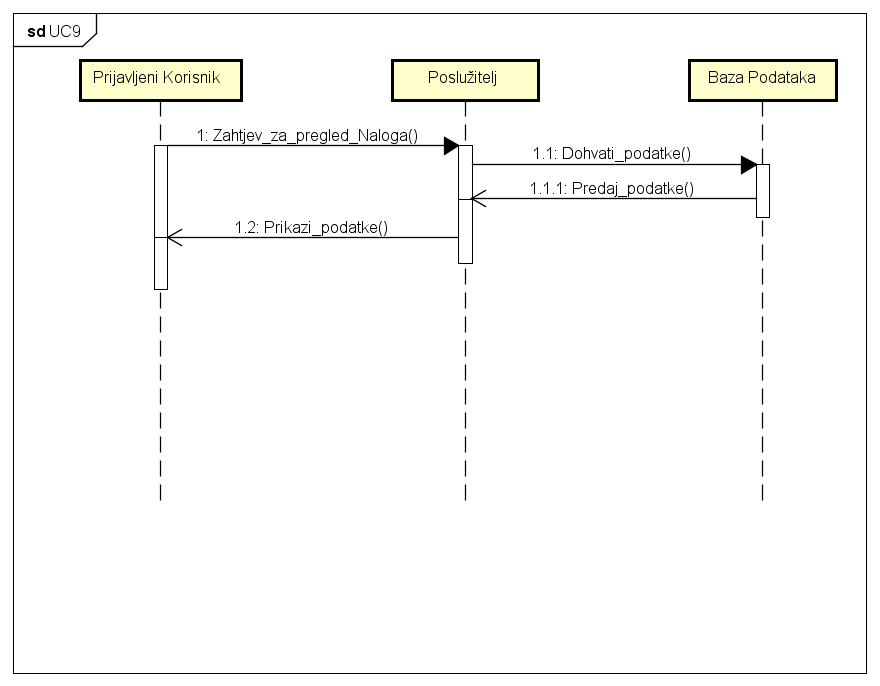 sd UC9
Prijavljeni Korisnik
Poslužitelj
Baza Podataka
1: Zahtjev_za_pregled_Naloga()
1.1: Dohvati_podatke()
1.1.1: Predaj_podatke()
1.2: Prikazi_podatke()